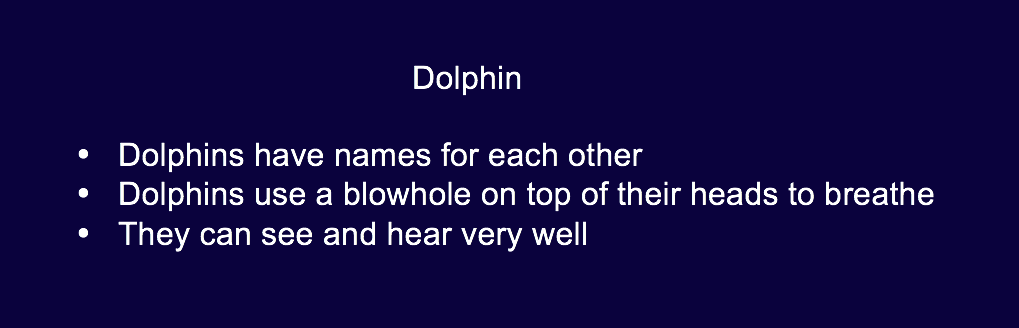 Dolphin
• Dolphins have names for each other
• Dolphins use a blowhole on top of their heads to breathe
• They can see and hear very well